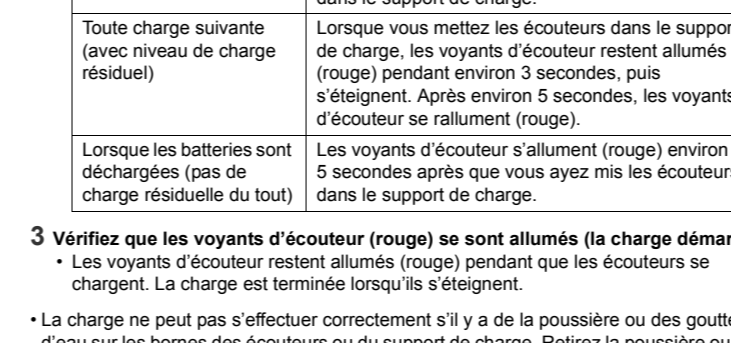 dans le support de charge.
Toute charge suivante
(avec niveau de charge
résiduel)
Lorsque vous mettez les écouteurs dans le
de charge, les voyants d'écouteur restent allumés
(rouge) pendant environ 3 secondes, puis
s'éteignent. Après environ 5 secondes, les
d'écouteur se rallument (rouge).
Lorsque les batteries sont
déchargées (pas de
charge résiduelle du tout)
Les voyants d'écouteur s'allument (rouge) environ
5 secondes après que vous ayez mis les
dans le support de charge.
3 Vérifiez que les voyants d'écouteur (rouge) se sont allumés (la charge
• Les voyants d'écouteur restent allumés (rouge) pendant que les écouteurs se
chargent. La charge est terminée lorsqu'ils s'éteignent.
• La charge ne peut pas s'effectuer correctement s'il y a de la poussière ou des
d'eau sur les bornes des écouteurs ou du support de charge. Retirez la poussière ou